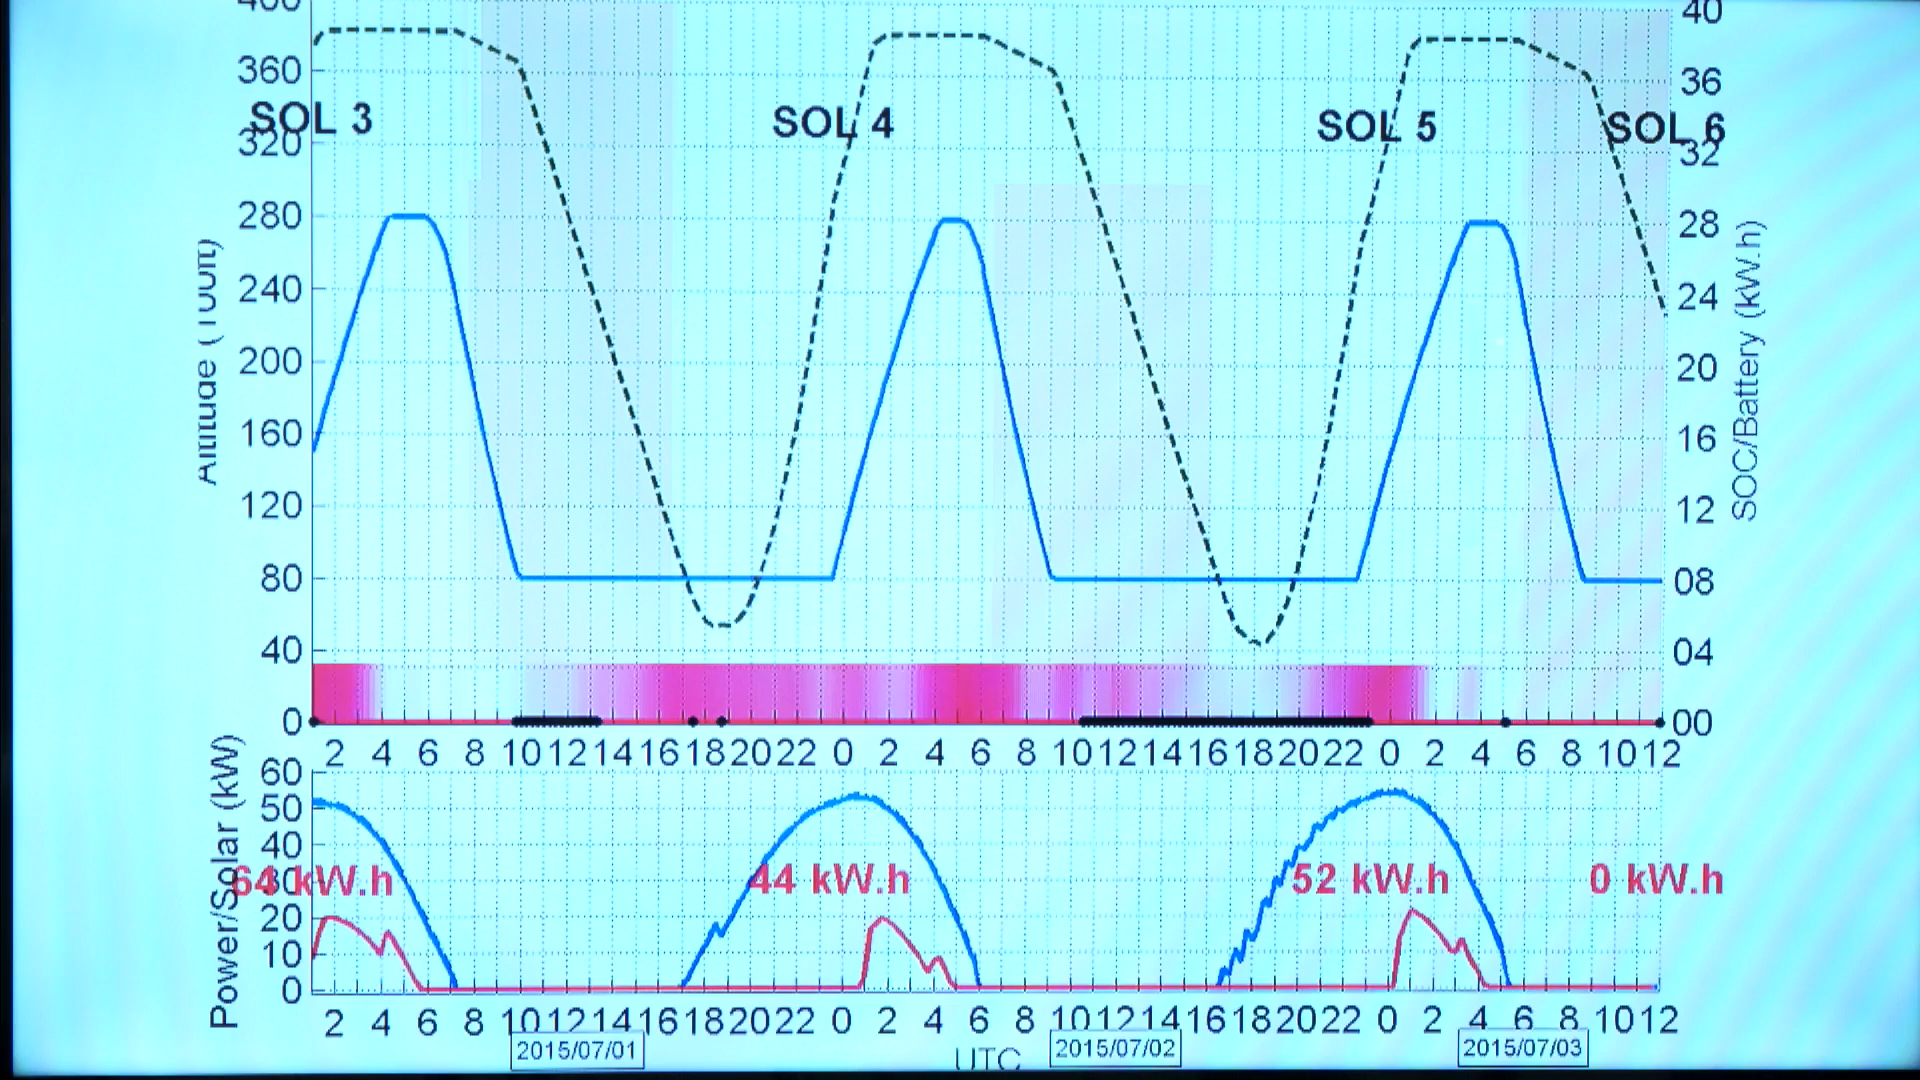 400 40
360 36
SOL 3 SOL 4 SOL 5 SOL 6
320 32
280 28
240 24
200 20
160 16
120 12
80 08
40 04
0 00
SOC/Battery (kW.h)
2 4 6 8 10 12 14 16 18 20 22 0 2 4 6 8 10 12 14 16 18 20 22 0 2 4 6 8 10 12
Power/Solar (kW)
60
50
40
30
64 kW.h 44 kW.h 52 kW.h 0 kW.h
20
10
0
2 4 6 8 10 12 14 16 18 20 22 0 2 4 6 8 10 12 14 16 18 20 22 0 2 4 6 8 10 12
2015/07/01 2015/07/02 2015/07/03
UTC